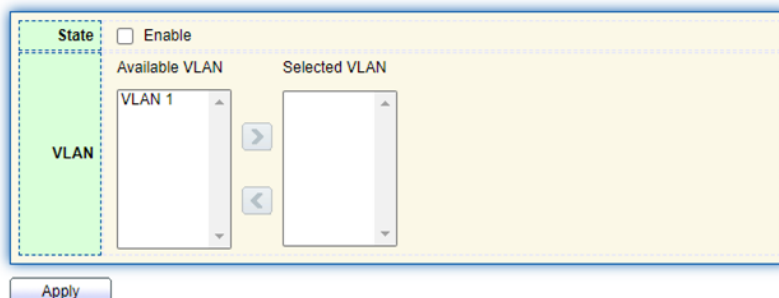 State Enable
Available VLAN Selected VLAN
VLAN 1
VLAN
Apply